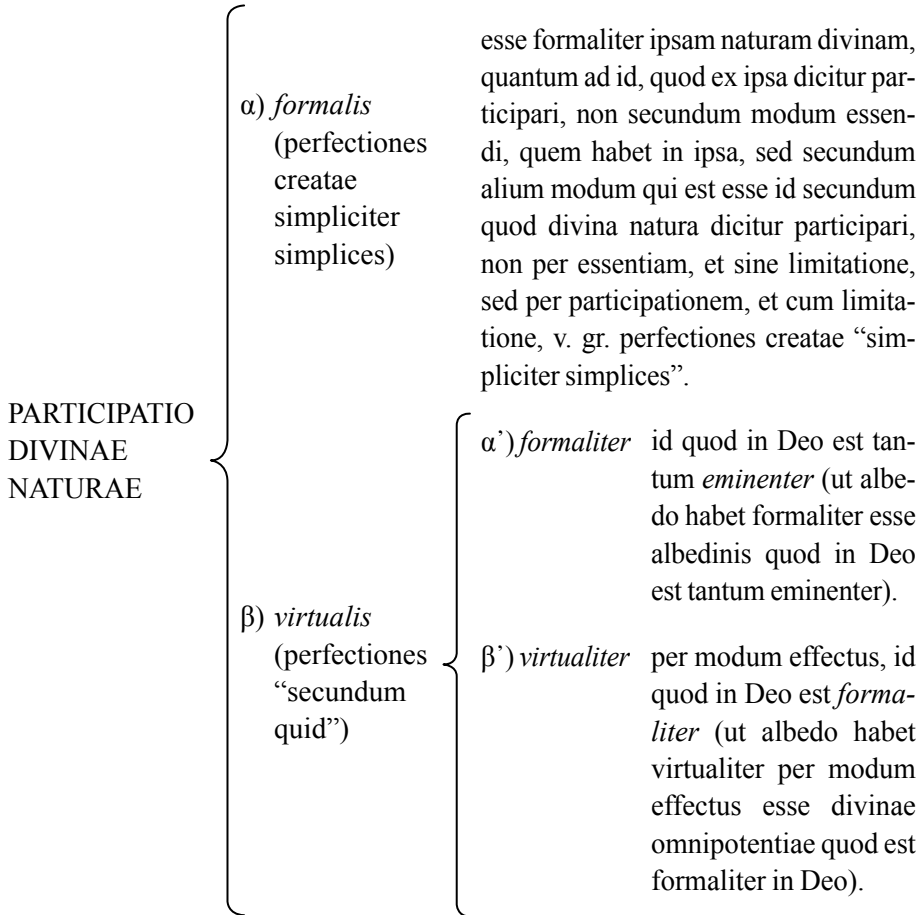 PARTICIPATIO
DIVINAE
NATURAE
α) formalis
(perfectiones
creatae
simpliciter
simplices)
esse formaliter ipsam naturam divinam,
quantum ad id, quod ex ipsa dicitur par-
ticipari, non secundum modum essen-
di, quem habet in ipsa, sed secundum
alium modum qui est esse id secundum
quod divina natura dicitur participari,
non per essentiam, et sine limitatione,
sed per participationem, et cum limita-
tione, v. gr. perfectiones creatae “sim-
pliciter simplices”.
β) virtualis
(perfectiones
“secundum
quid”)
α’) formaliter id quod in Deo est tan-
tum eminenter (ut albe-
do habet formaliter esse
albedinis quod in Deo
est tantum eminenter).
β’) virtualiter per modum effectus, id
quod in Deo est forma-
liter (ut albedo habet
virtualiter per modum
effectus esse divinae
omnipotentiae quod est
formaliter in Deo).